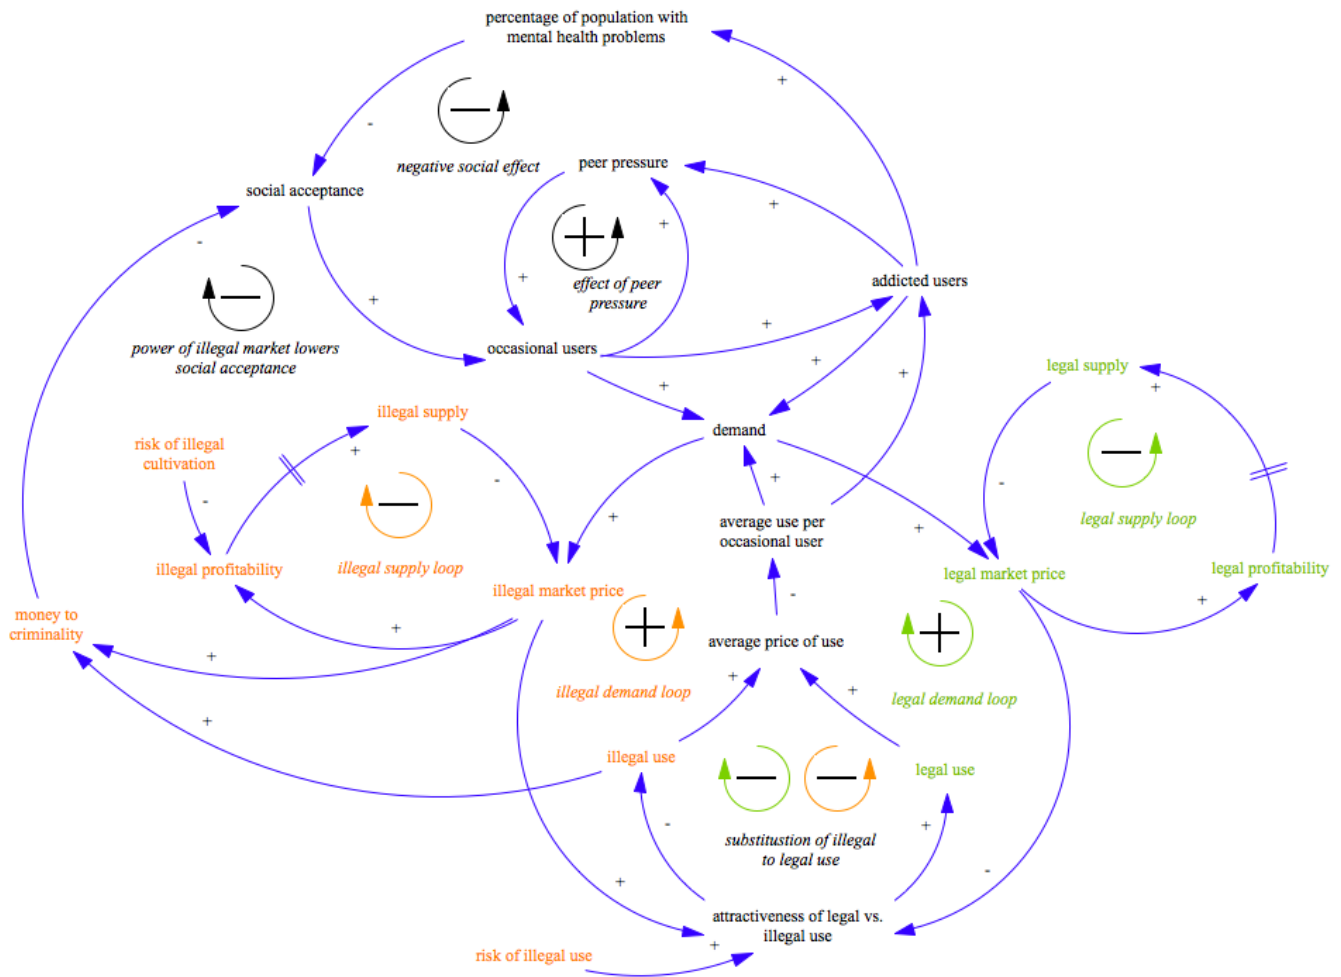 percentage of population with
mental health problems
+
-
negative social effect
peer pressure
social acceptance
+
+
-
+
effect of peer
pressure
addicted users
+
+
power of illegal market lowers
social acceptance
occasional users
+
+
+
+
legal supply
+
illegal supply
demand
risk of illegal
cultivation
+
-
+
-
-
legal supply loop
average use per
occasional user
+
+
illegal profitability
illegal supply loop
legal market price
legal profitability
illegal market price
-
+
money to
criminality
+
average price of use
+
+
+
illegal demand loop
legal demand loop
+
illegal use
legal use
-
+
substitustion of illegal
to legal use
+
-
attractiveness of legal vs.
illegal use
+
risk of illegal use